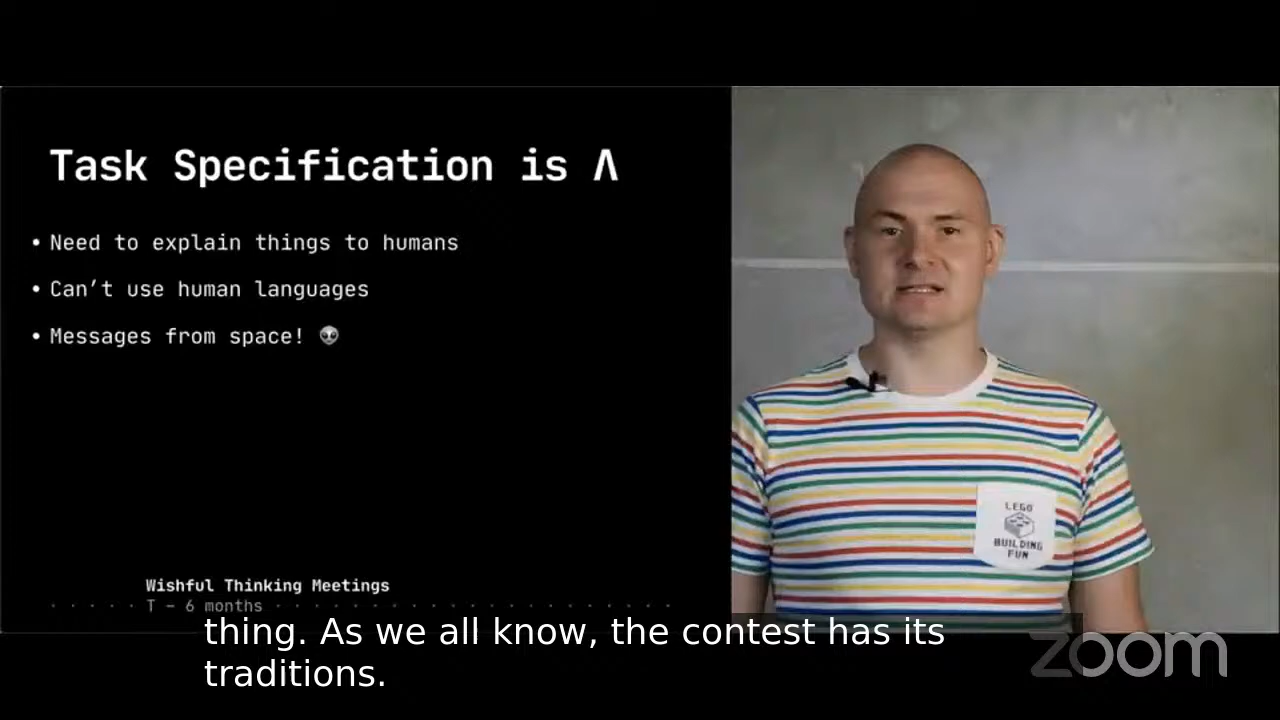 Task Specification is Λ
• Need to explain things to humans
• Can’t use human languages
• Messages from space! 👽
Wishful Thinking Meetings
T − 6 months
LEGO
BUILDING
FUN
thing. As we all know, the contest has its
traditions.
zoom